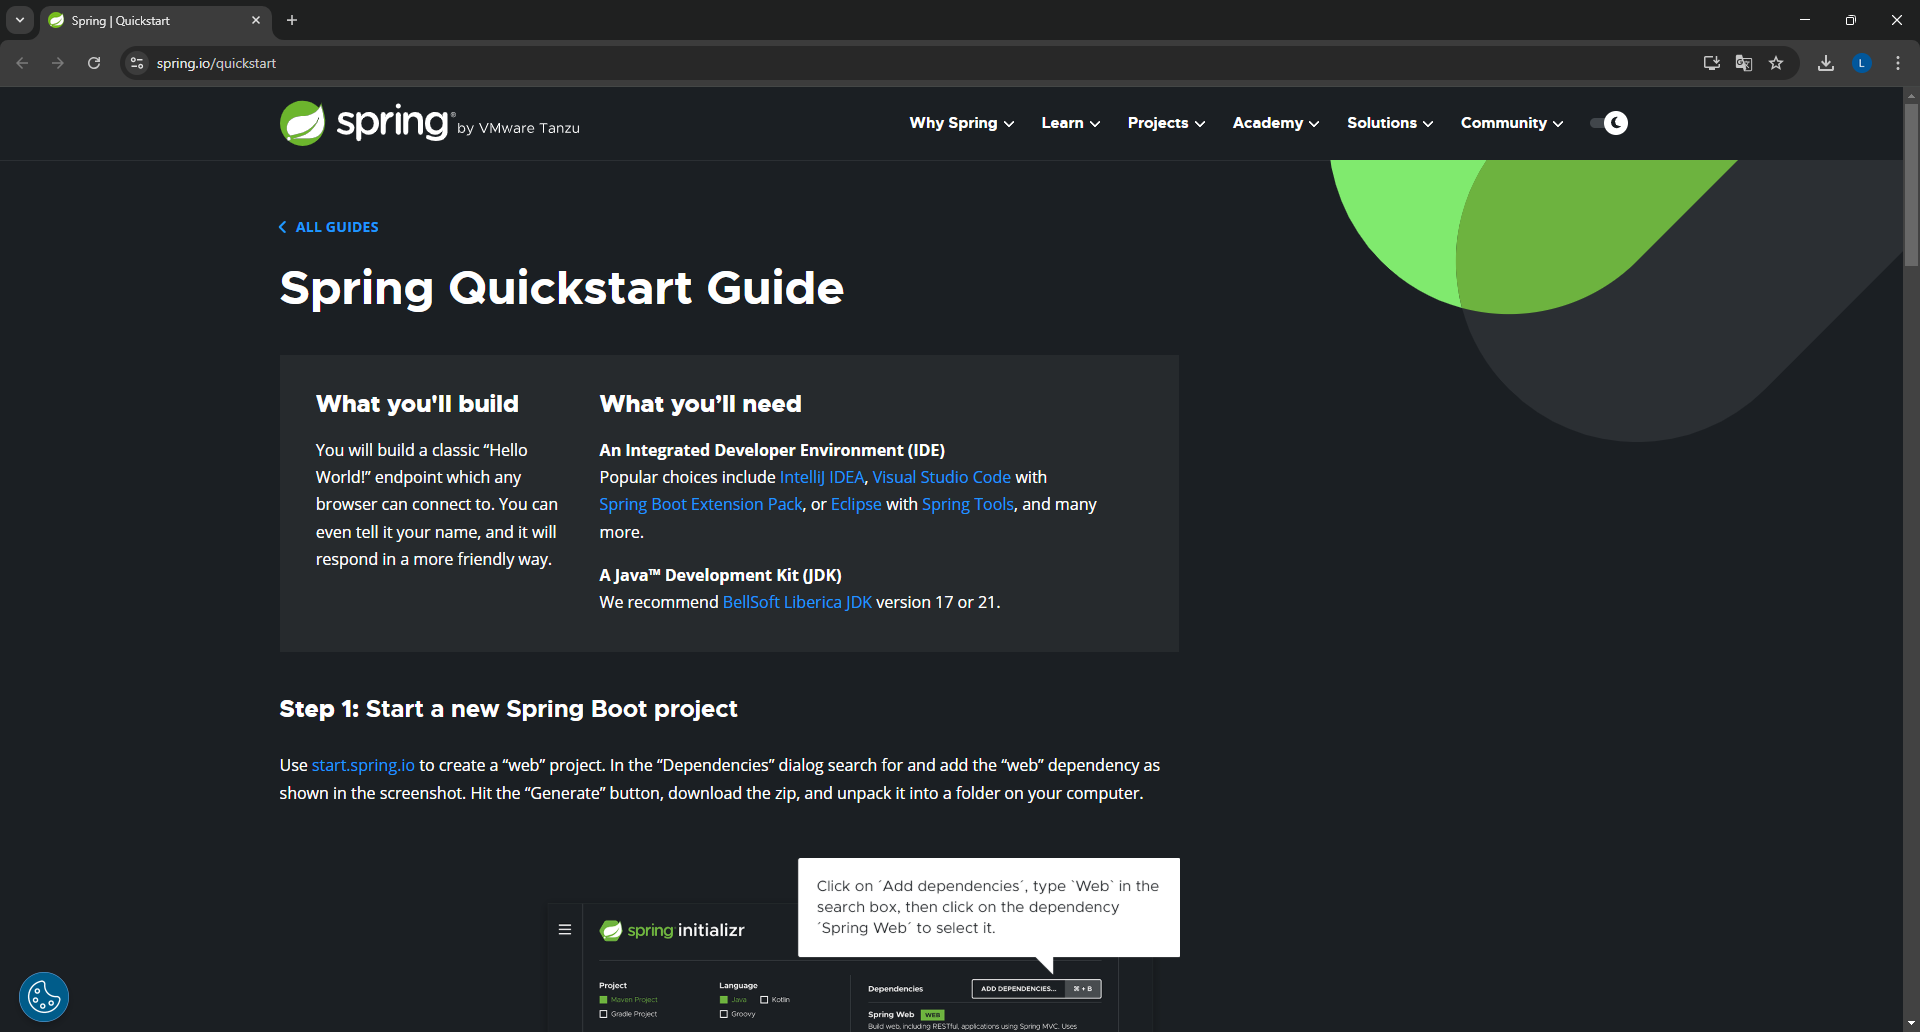 Spring | Quickstart
spring.io/quickstart
L
spring® by VMware Tanzu
Why Spring
Learn
Projects
Academy
Solutions
Community
ALL GUIDES
Spring Quickstart Guide
What you'll build
You will build a classic “Hello
World!” endpoint which any
browser can connect to. You can
even tell it your name, and it will
respond in a more friendly way.
What you’ll need
An Integrated Developer Environment (IDE)
Popular choices include IntelliJ IDEA, Visual Studio Code with
Spring Boot Extension Pack, or Eclipse with Spring Tools, and many
more.
A Java™ Development Kit (JDK)
We recommend BellSoft Liberica JDK version 17 or 21.
Step 1: Start a new Spring Boot project
Use start.spring.io to create a “web” project. In the “Dependencies” dialog search for and add the “web” dependency as
shown in the screenshot. Hit the “Generate” button, download the zip, and unpack it into a folder on your computer.
Click on ´Add dependencies´, type `Web` in the
search box, then click on the dependency
´Spring Web´ to select it.
spring initializr
Project
Maven Project
Gradle Project
Language
Java
Kotlin
Groovy
Dependencies
ADD DEPENDENCIES... ⌘ + B
Spring Web WEB
Build web, including RESTful, applications using Spring MVC. Uses